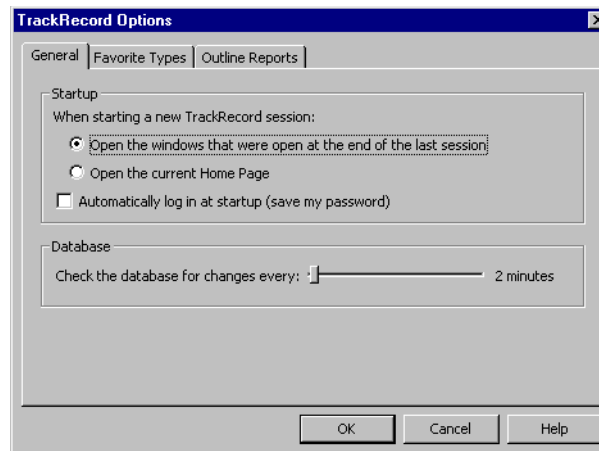 TrackRecord Options
General
Favorite Types
Outline Reports
Startup
When starting a new TrackRecord session:
Open the windows that were open at the end of the last session
Open the current Home Page
Automatically log in at startup (save my password)
Database
Check the database for changes every:
2 minutes
OK
Cancel
Help